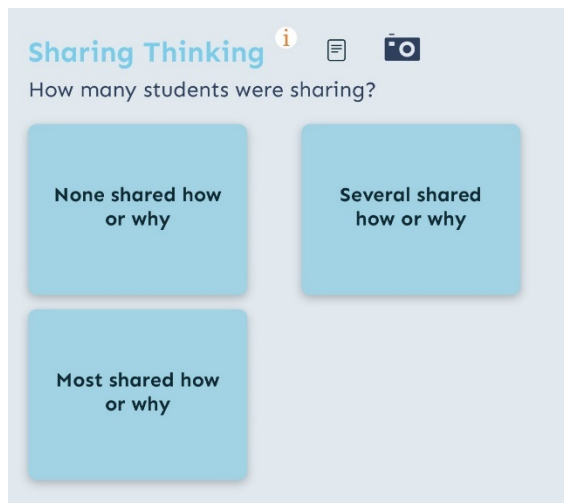 Sharing Thinking i
How many students were sharing?
None shared how
or why
Several shared
how or why
Most shared how
or why